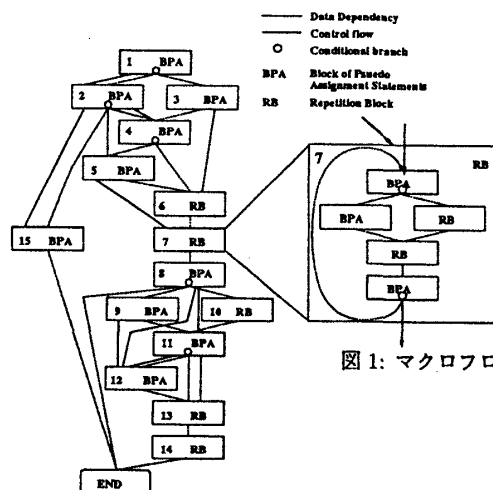 Data Dependency
Control flow
Conditional branch
BPA Block of Psuedo
Assignment Statements
RB Repetition Block
1 BPA
2 BPA
3 BPA
4 BPA
5 BPA
6 RB
7 RB
15 BPA
8 BPA
9 BPA
10 RB
11 BPA
12 BPA
13 RB
14 RB
END
7
RB
BPA
BPA
RB
RB
BPA
図1: マクロフロ